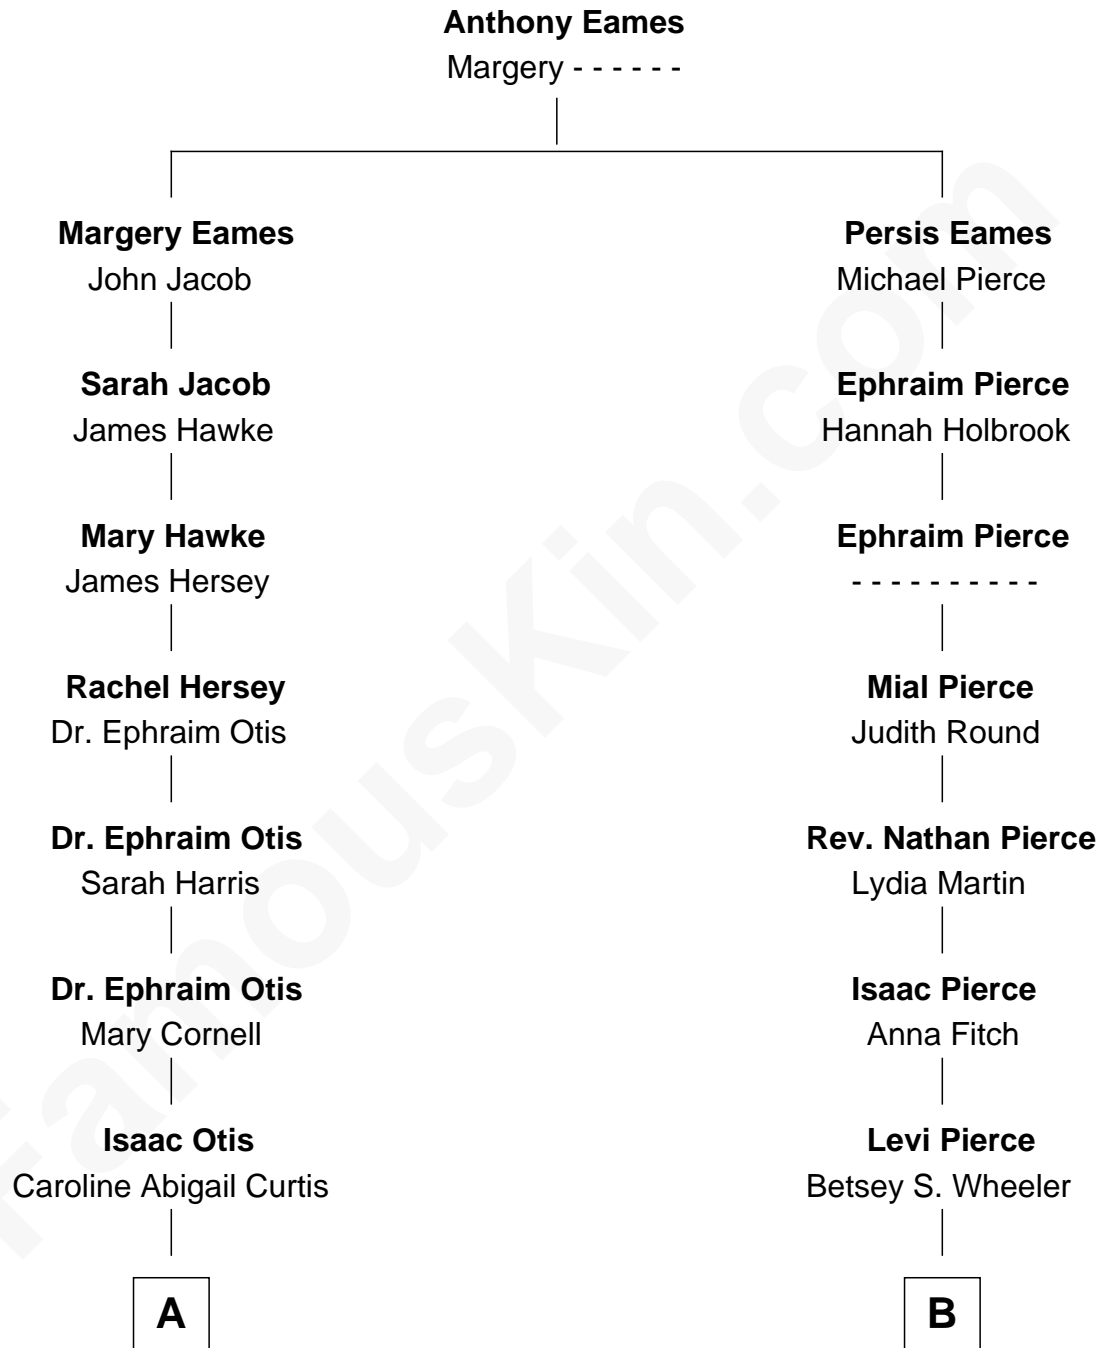 Anthony Eames
Margery - - - - - -
Margery Eames
John Jacob
Persis Eames
Michael Pierce
Sarah Jacob
James Hawke
Ephraim Pierce
Hannah Holbrook
Mary Hawke
James Hersey
Ephraim Pierce
- - - - - - - - - -
Rachel Hersey
Dr. Ephraim Otis
Mial Pierce
Judith Round
Dr. Ephraim Otis
Sarah Harris
Rev. Nathan Pierce
Lydia Martin
Dr. Ephraim Otis
Mary Cornell
Isaac Pierce
Anna Fitch
Isaac Otis
Caroline Abigail Curtis
Levi Pierce
Betsey S. Wheeler
A
B
FamousKin.com